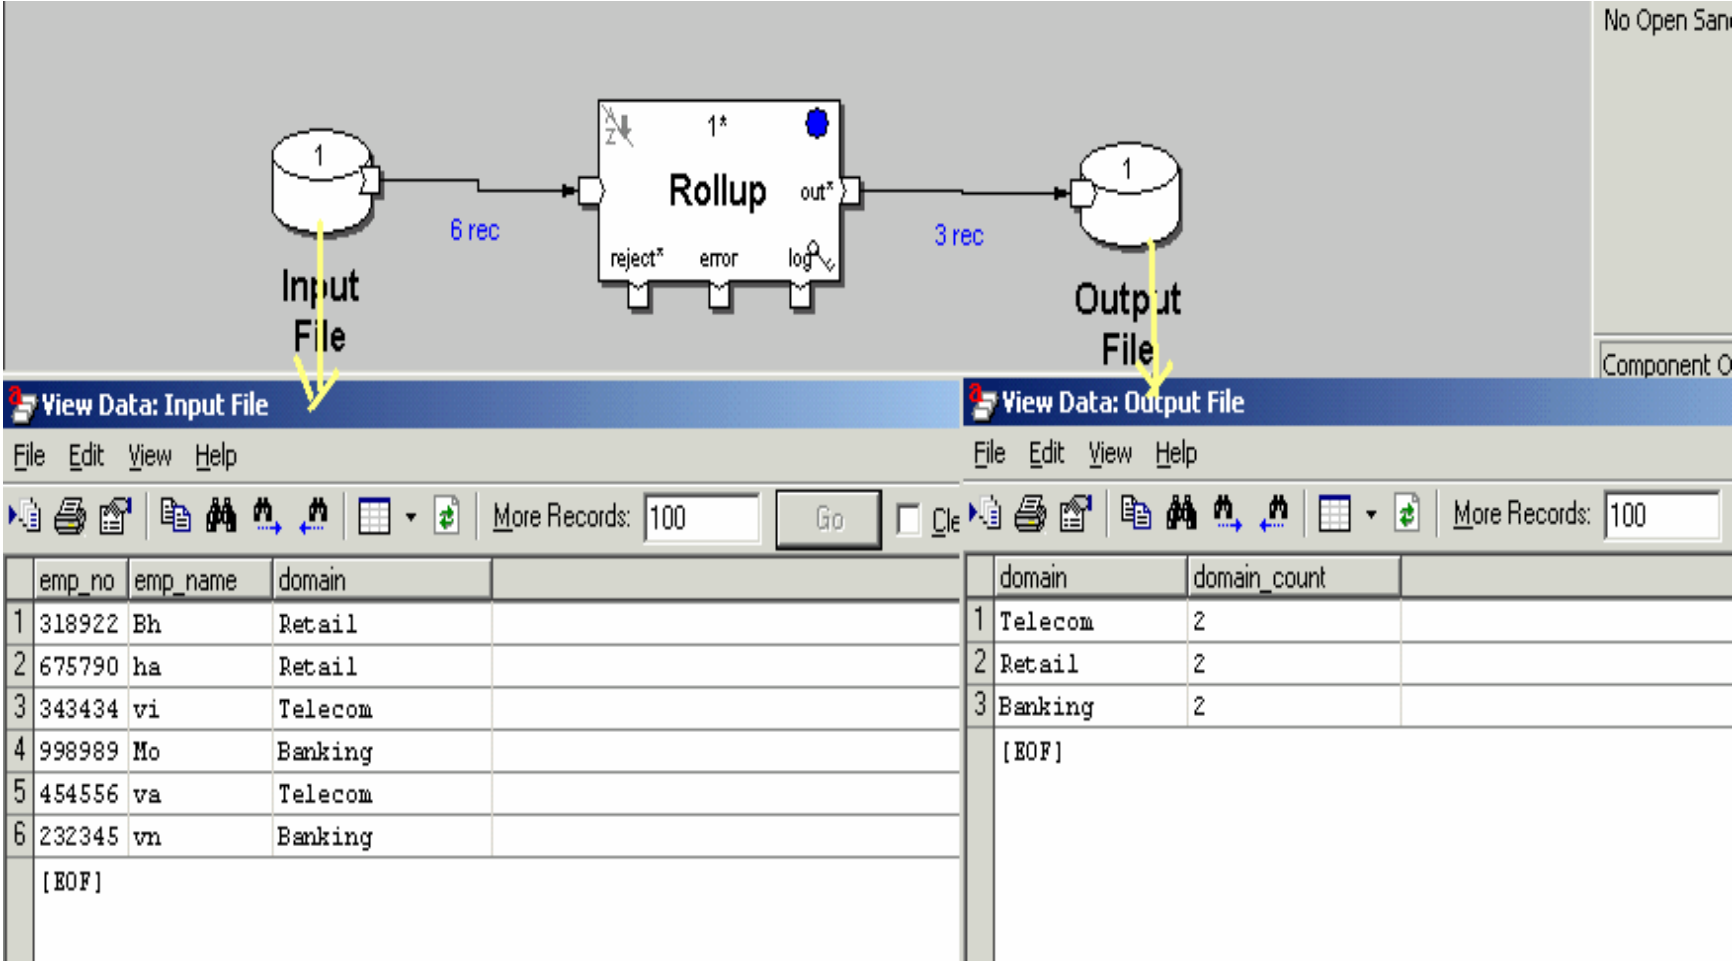 No Open San
1
1*
Rollup
out*
reject*
error
log
6 rec
3 rec
1
Input
File
Output
File
Component O
View Data: Input File
File Edit View Help
More Records: 100 Go Cle
emp_no emp_name domain
1 318922 Bh Retail
2 675790 ha Retail
3 343434 vi Telecom
4 998989 Mo Banking
5 454556 va Telecom
6 232345 vn Banking
[EOF]
View Data: Output File
File Edit View Help
More Records: 100
domain domain_count
1 Telecom 2
2 Retail 2
3 Banking 2
[EOF]